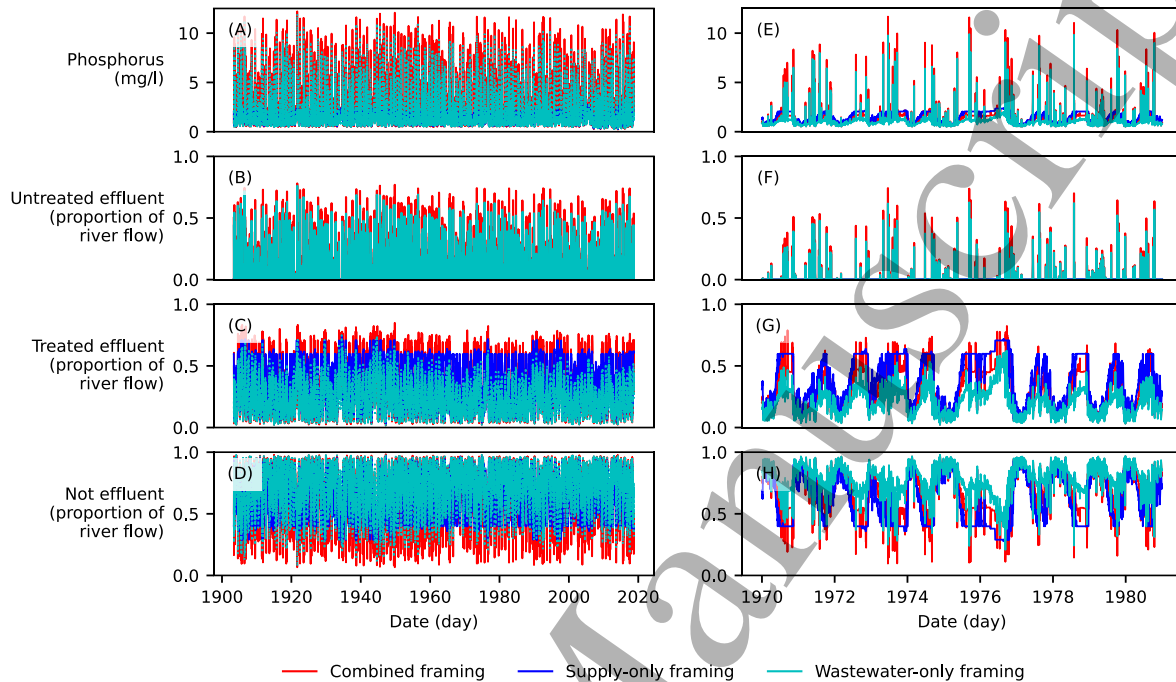 (A)
(E)
Phosphorus
(mg/l)
10
5
0
10
5
0
(B)
(F)
Untreated effluent
(proportion of
river flow)
1.0
0.5
0.0
1.0
0.5
0.0
(C)
(G)
Treated effluent
(proportion of
river flow)
1.0
0.5
0.0
1.0
0.5
0.0
(D)
(H)
Not effluent
(proportion of
river flow)
1.0
0.5
0.0
1.0
0.5
0.0
1900 1920 1940 1960 1980 2000 2020
1970 1972 1974 1976 1978 1980
Date (day)
Date (day)
Combined framing Supply-only framing Wastewater-only framing
Manuscri